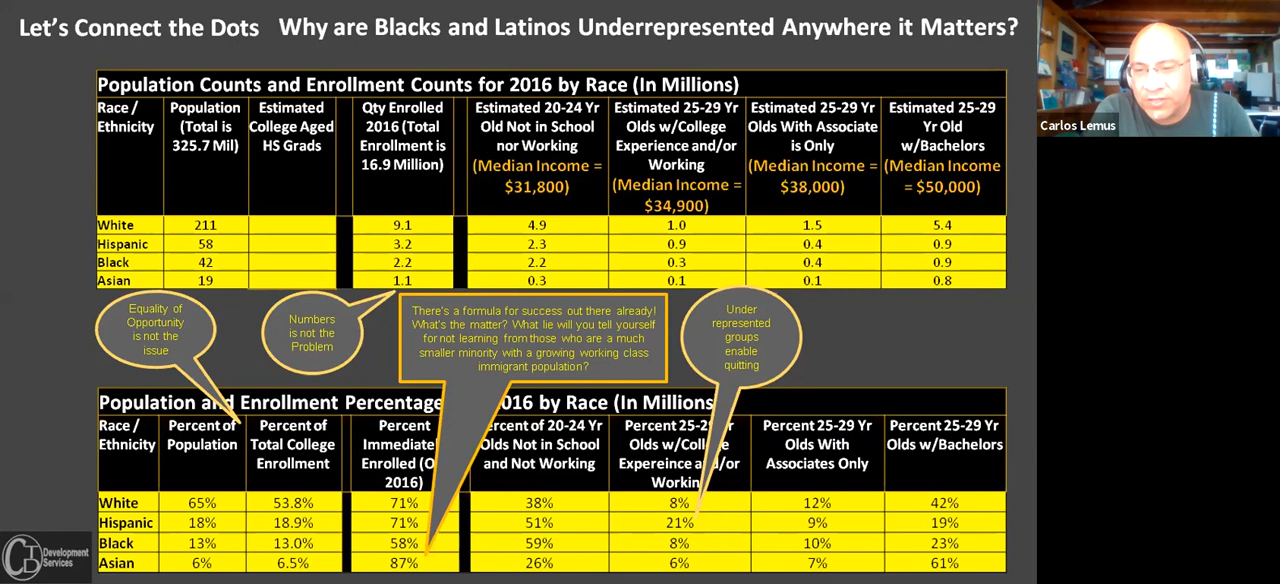 Let's Connect the Dots Why are Blacks and Latinos Underrepresented Anywhere it Matters?
Carlos Lemus
Population Counts and Enrollment Counts for 2016 by Race (In Millions)
Race / Ethnicity
Population (Total is 325.7 Mil)
Estimated College Aged HS Grads
Qty Enrolled 2016 (Total Enrollment is 16.9 Million)
Estimated 20-24 Yr Old Not in School nor Working (Median Income = $31,800)
Estimated 25-29 Yr Olds w/College Experience and/or Working (Median Income = $34,900)
Estimated 25-29 Yr Olds With Associate is Only (Median Income = $38,000)
Estimated 25-29 Yr Old w/Bachelors (Median Income = $50,000)
White 211 9.1 4.9 1.0 1.5 5.4
Hispanic 58 3.2 2.3 0.9 0.4 0.9
Black 42 2.2 2.2 0.3 0.4 0.9
Asian 19 1.1 0.3 0.1 0.1 0.8
Equality of
Opportunity
is not the
issue
Numbers
is not the
Problem
There's a formula for success out there already!
What's the matter? What lie will you tell yourself
for not learning from those who are a much
smaller minority with a growing working class
immigrant population?
Under
represented
groups
enable
quitting
Population and Enrollment Percentage 2016 by Race (In Millions
Race / Ethnicity
Percent of Population
Percent of Total College Enrollment
Percent Immediate Enrolled (O 2016)
Percent of 20-24 Yr Olds Not in School and Not Working
Percent 25-29 Yr Olds w/College Expereince and/or Working
Percent 25-29 Yr Olds With Associates Only
Percent 25-29 Yr Olds w/Bachelors
White 65% 53.8% 71% 38% 8% 12% 42%
Hispanic 18% 18.9% 71% 51% 21% 9% 19%
Black 13% 13.0% 58% 59% 8% 10% 23%
Asian 6% 6.5% 87% 26% 6% 7% 61%
Development
Services